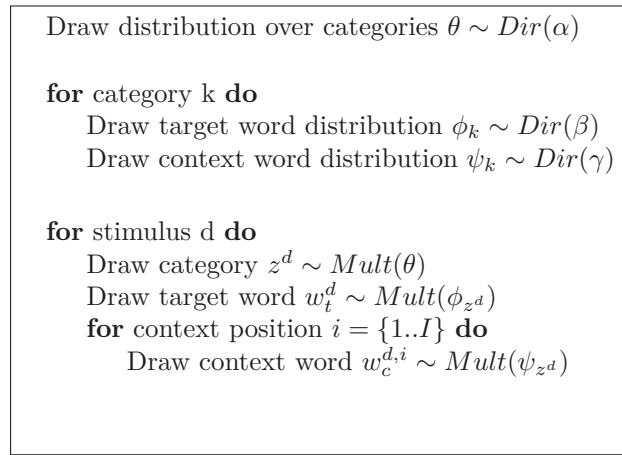 Draw distribution over categories θ ∼ Dir(α)
for category k do
Draw target word distribution ϕ_k ∼ Dir(β)
Draw context word distribution ψ_k ∼ Dir(γ)
for stimulus d do
Draw category z^d ∼ Mult(θ)
Draw target word w_t^d ∼ Mult(ϕ_{z^d})
for context position i = {1..I} do
Draw context word w_c^{d,i} ∼ Mult(ψ_{z^d})